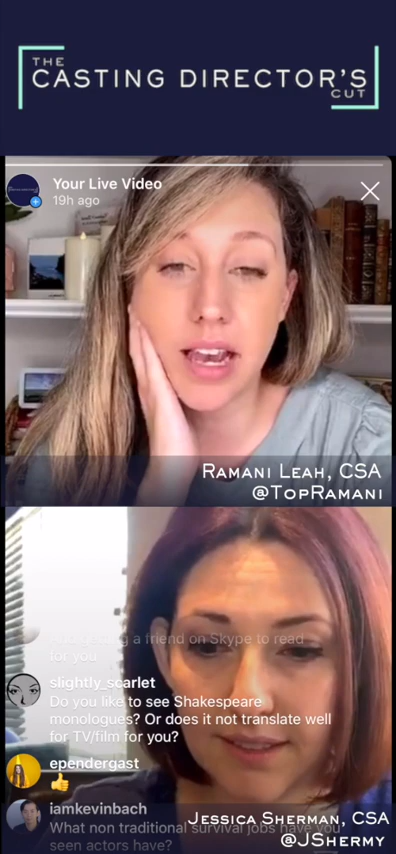 THE
CASTING DIRECTOR'S
CUT
Your Live Video
19h ago
RAMANI LEAH, CSA
@TOPRAMANI
a friend on Skype to read
for you
slightly_scarlet
Do you like to see Shakespeare
monologues? Or does it not translate well
for TV/film for you?
ependergast
👍
iamkevinbach
JESSICA SHERMAN, CSA
What non traditional survival jobs have you
@JSHERMY
seen actors have?